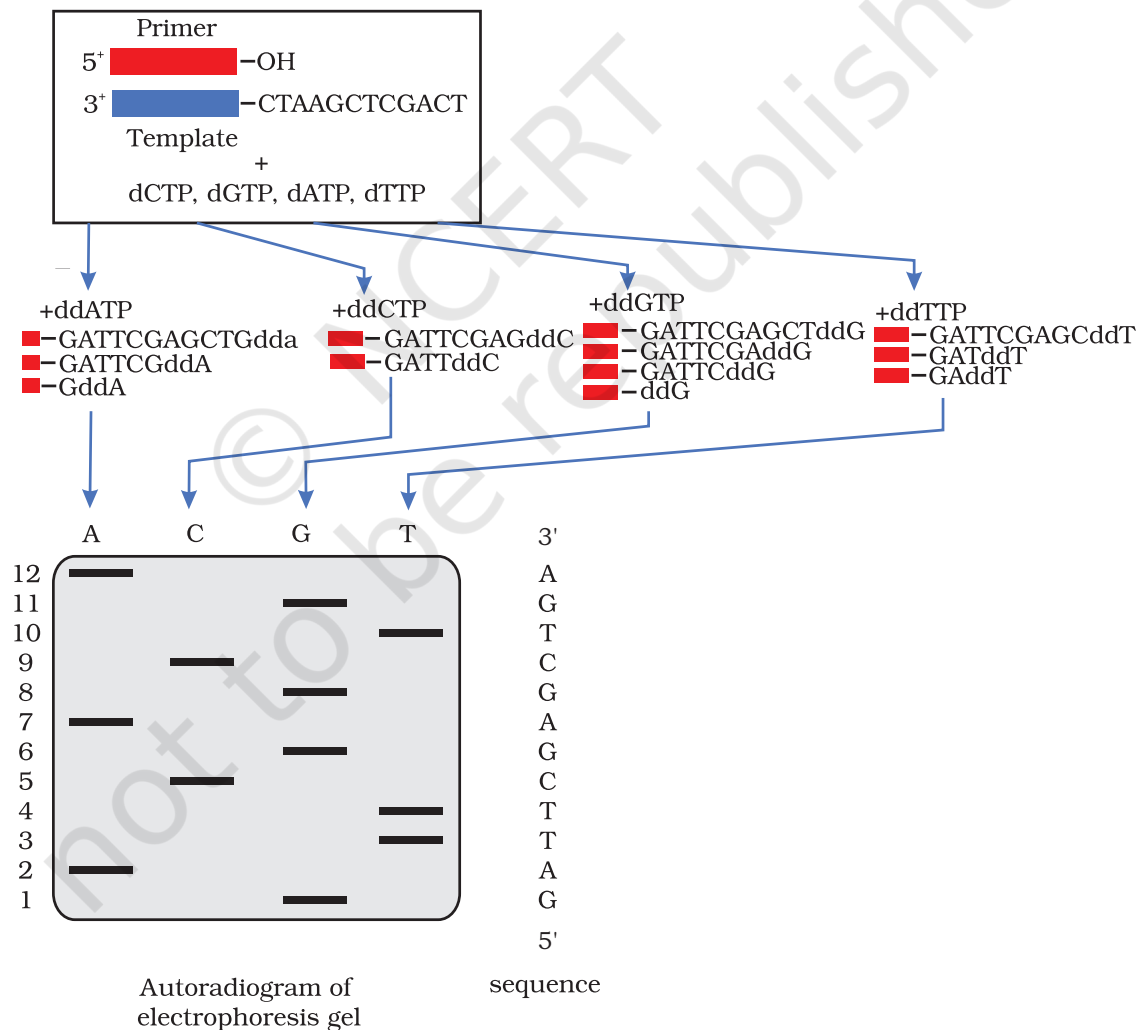 Primer
5⁺ –OH
3⁺ –CTAAGCTCGACT
Template
+
dCTP, dGTP, dATP, dTTP
+ddATP
–GATTCGAGCTGdda
–GATTCGddA
–GddA
+ddCTP
–GATTCGAGddC
–GATTddC
+ddGTP
–GATTCGAGCTddG
–GATTCGAddG
–GATTCddG
–ddG
+ddTTP
–GATTCGAGCddT
–GATddT
–GAddT
A C G T 3'
12 A
11 G
10 T
9 C
8 G
7 A
6 G
5 C
4 T
3 T
2 A
1 G
5'
Autoradiogram of
electrophoresis gel
sequence
© NCERT
not to be republishe